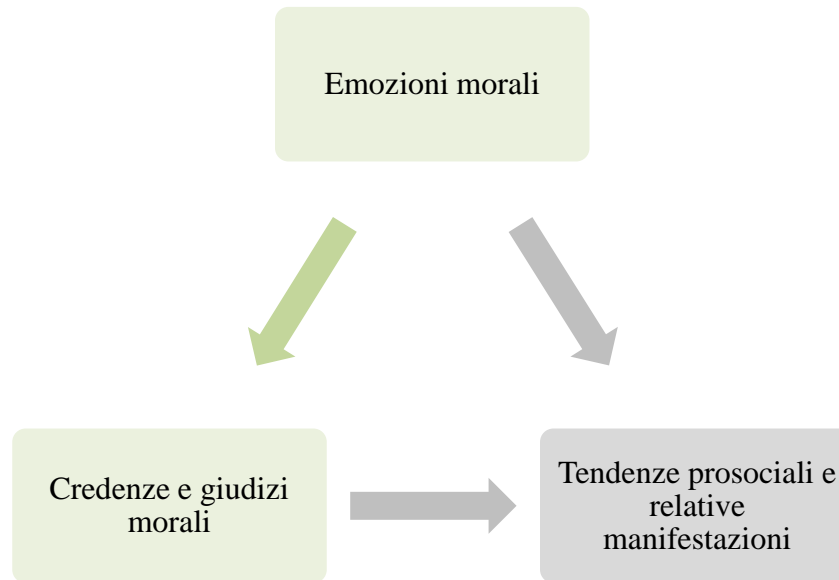 Emozioni morali
Credenze e giudizi
morali
Tendenze prosociali e
relative
manifestazioni